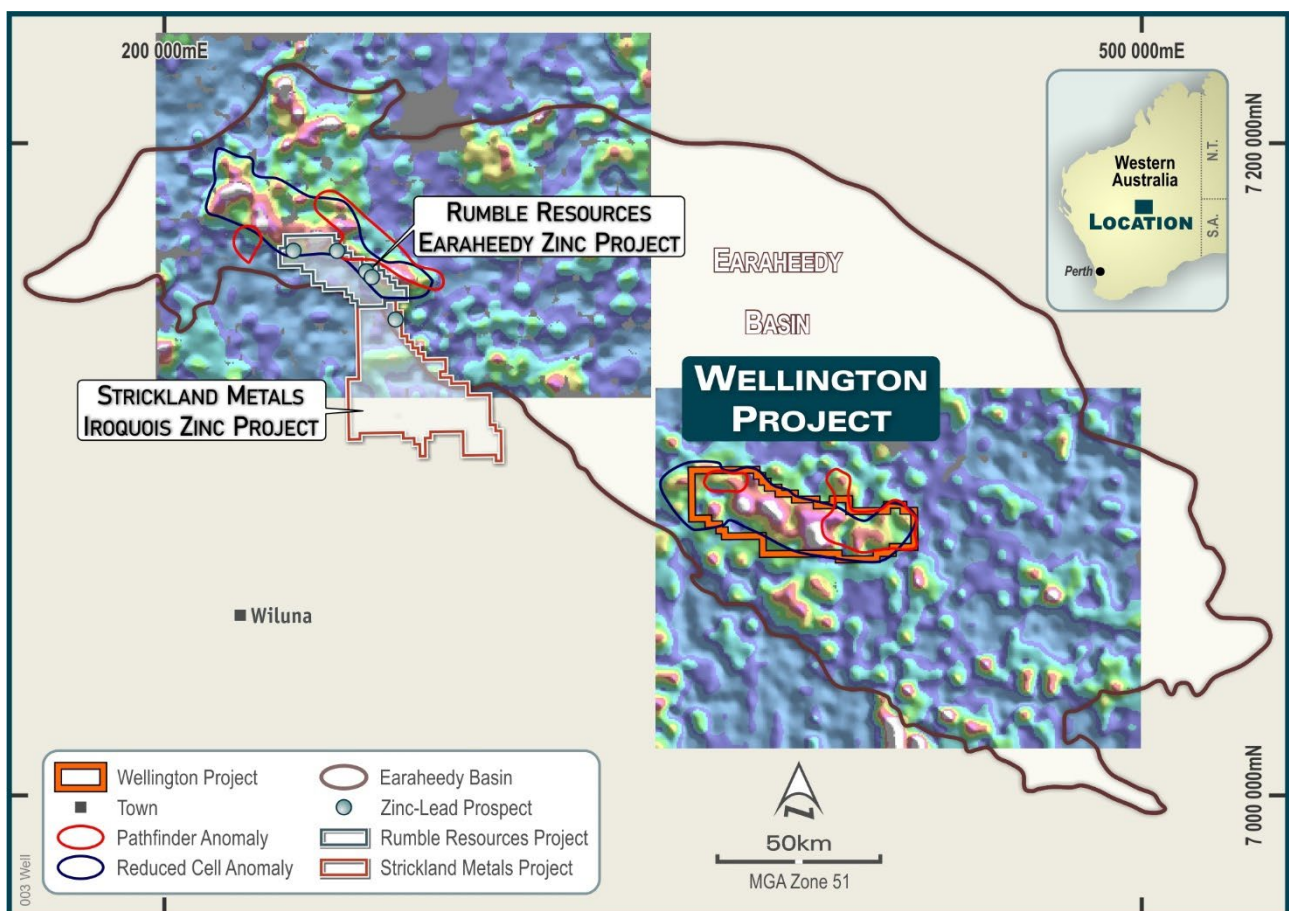 200 000mE
500 000mE
7 200 000mN
Western
Australia
LOCATION
N.T.
S.A.
Perth
RUMBLE RESOURCES
EARAHEEDY ZINC PROJECT
EARAHEEDY
BASIN
WELLINGTON
PROJECT
STRICKLAND METALS
IROQUOIS ZINC PROJECT
Wiluna
Wellington Project
Town
Pathfinder Anomaly
Reduced Cell Anomaly
Earaheedy Basin
Zinc-Lead Prospect
Rumble Resources Project
Strickland Metals Project
N
50km
MGA Zone 51
7 000 000mN
003 Well